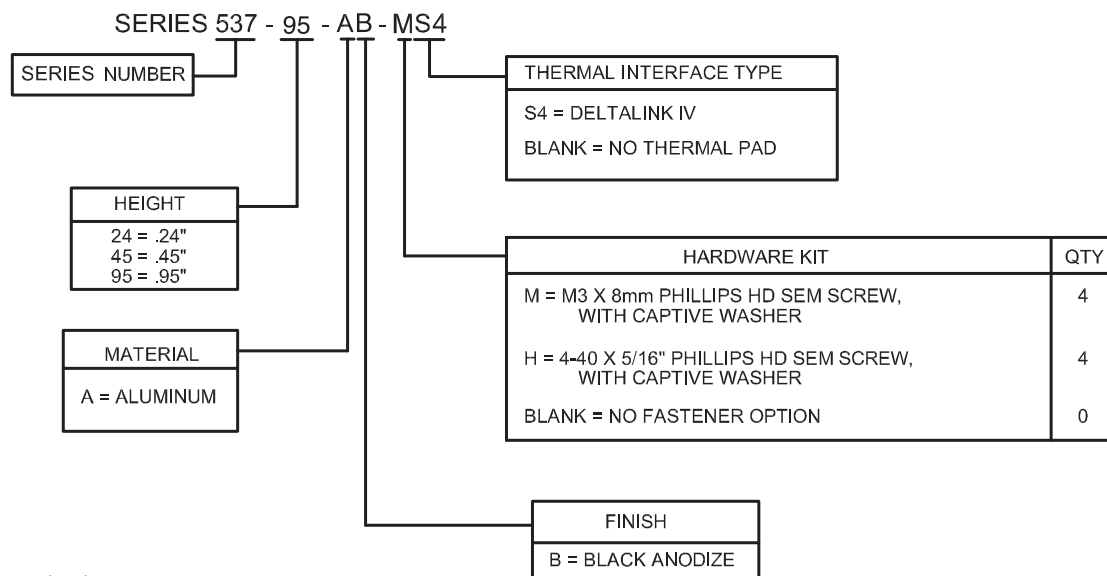 SERIES 537 - 95 - AB - MS4
SERIES NUMBER
THERMAL INTERFACE TYPE
S4 = DELTALINK IV
BLANK = NO THERMAL PAD
HEIGHT
24 = .24"
45 = .45"
95 = .95"
HARDWARE KIT QTY
M = M3 X 8mm PHILLIPS HD SEM SCREW, 4
WITH CAPTIVE WASHER
H = 4-40 X 5/16" PHILLIPS HD SEM SCREW, 4
WITH CAPTIVE WASHER
BLANK = NO FASTENER OPTION 0
MATERIAL
A = ALUMINUM
FINISH
B = BLACK ANODIZE